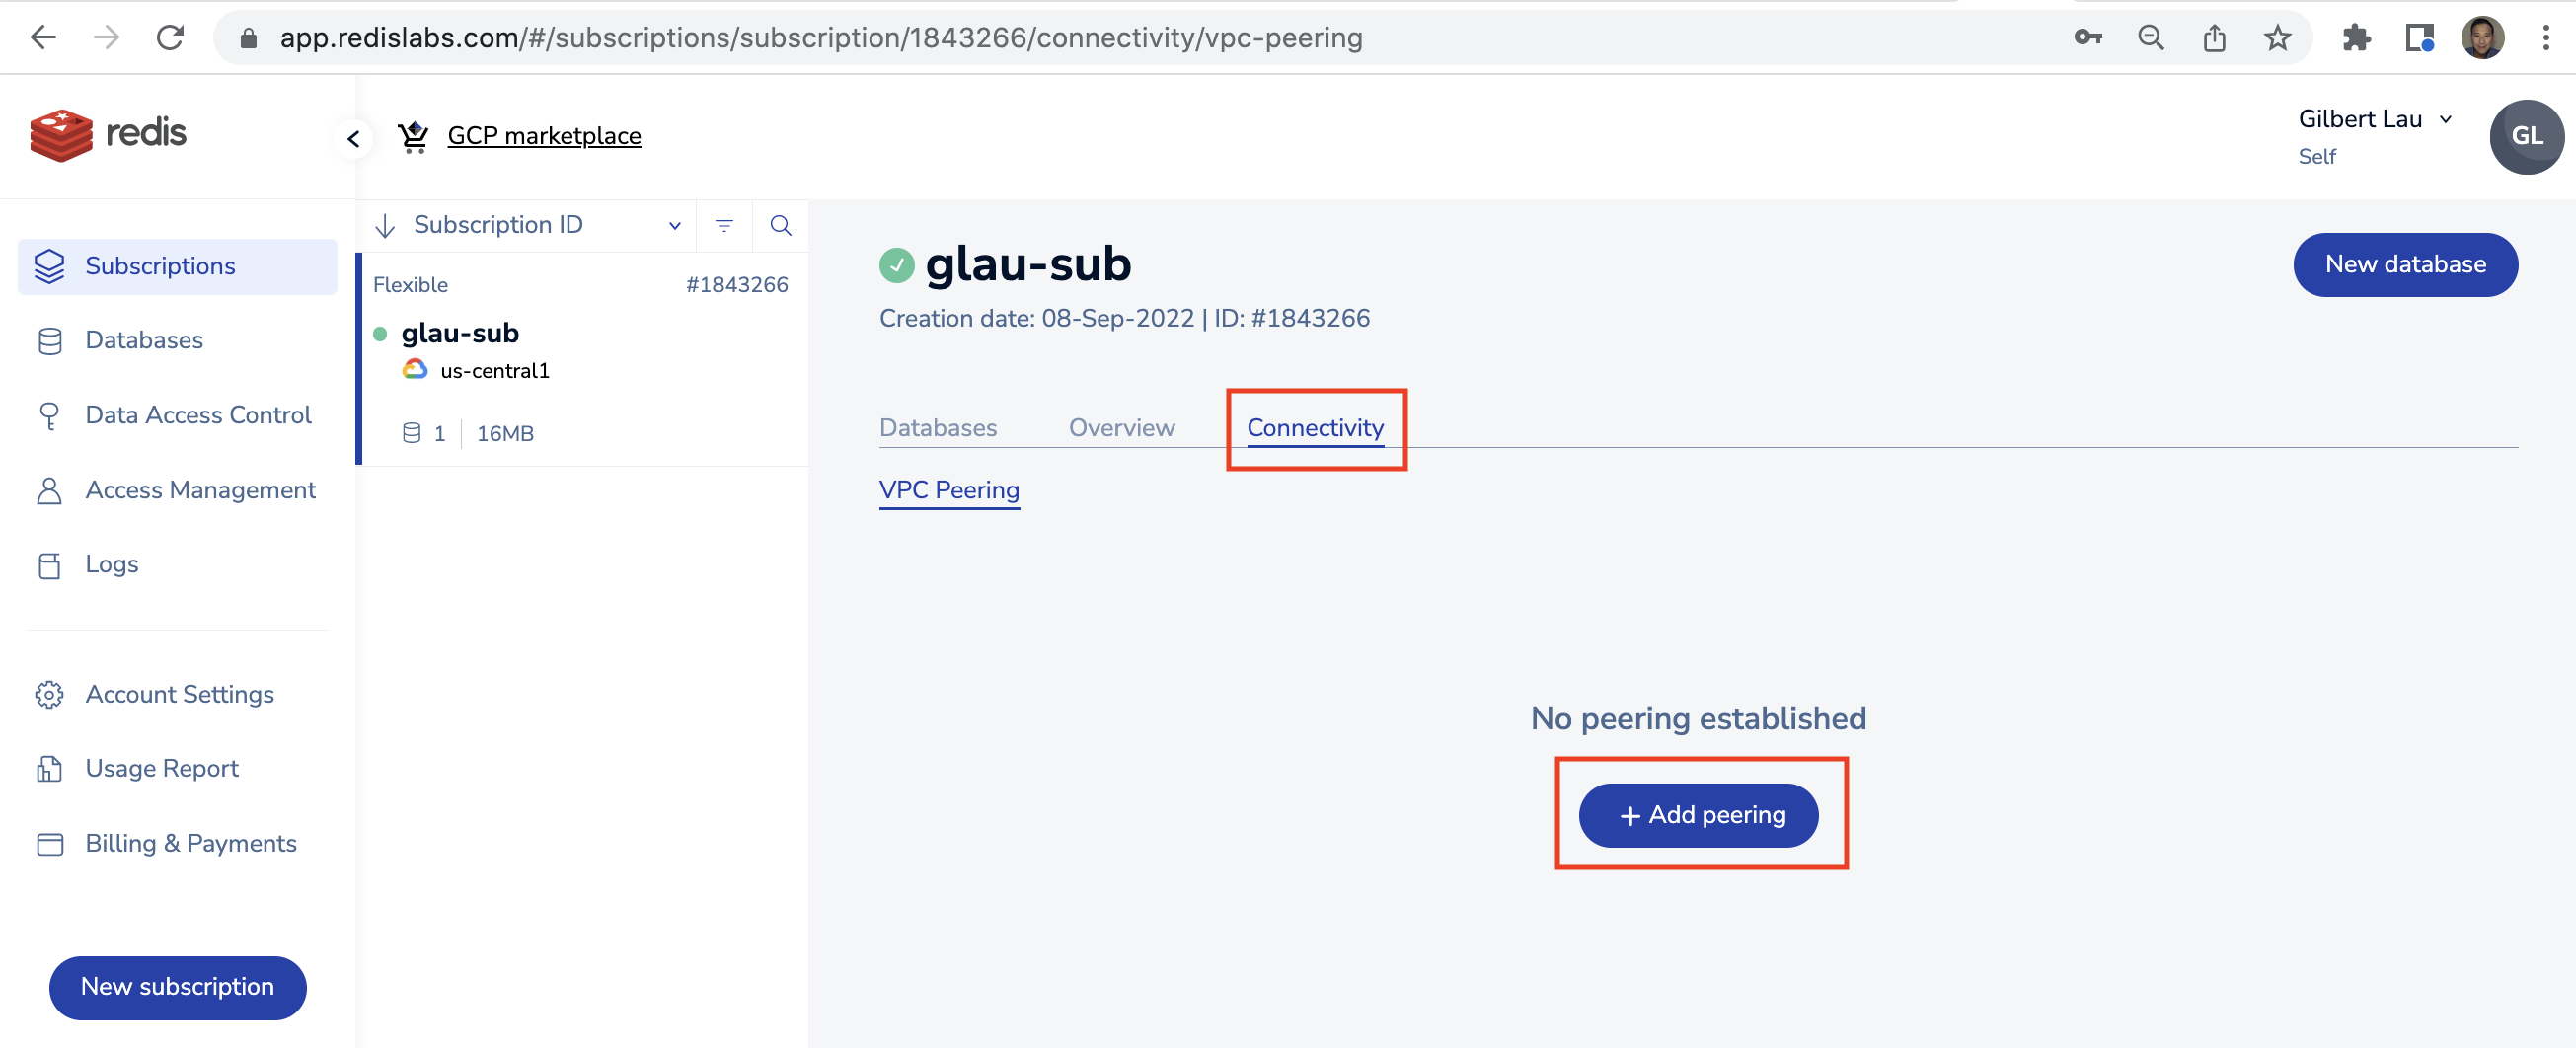 app.redislabs.com/#/subscriptions/subscription/1843266/connectivity/vpc-peering
redis
GCP marketplace
Gilbert Lau
Self
GL
Subscriptions
Databases
Data Access Control
Access Management
Logs
Account Settings
Usage Report
Billing & Payments
New subscription
Subscription ID
Flexible #1843266
glau-sub
us-central1
1 16MB
glau-sub
New database
Creation date: 08-Sep-2022 | ID: #1843266
Databases Overview Connectivity
VPC Peering
No peering established
+ Add peering